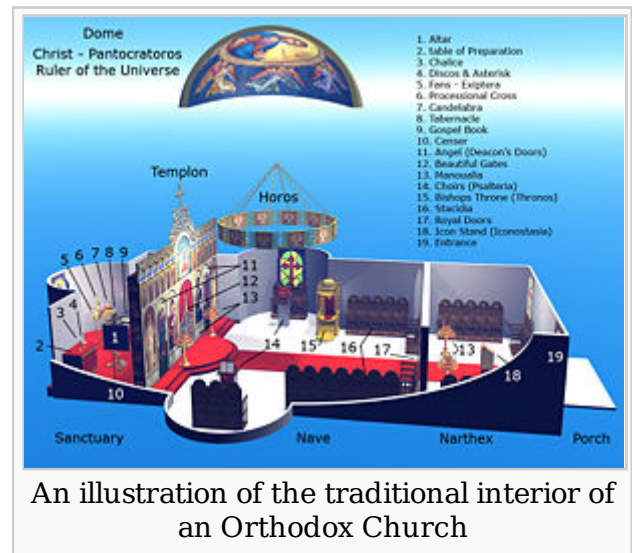 Dome
Christ - Pantocratoros
Ruler of the Universe
1. Altar
2. table of Preparation
3. Chalice
4. Discos & Asterisk
5. Fans - Exiptera
6. Processional Cross
7. Candelabra
8. Tabernacle
9. Gospel Book
10. Censer
11. Angel (Deacon's Doors)
12. Beautiful Gates
13. Manoualia
14. Choirs (Psalteria)
15. Bishops Throne (Thronos)
16. Stacidia
17. Royal Doors
18. Icon Stand (Iconostasia)
19. Entrance
Templon
Horos
5 6 7 8 9
11
12
13
3 4
2
1
10
14
15
16
17
13
18
19
Sanctuary
Nave
Narthex
Porch
An illustration of the traditional interior of
an Orthodox Church